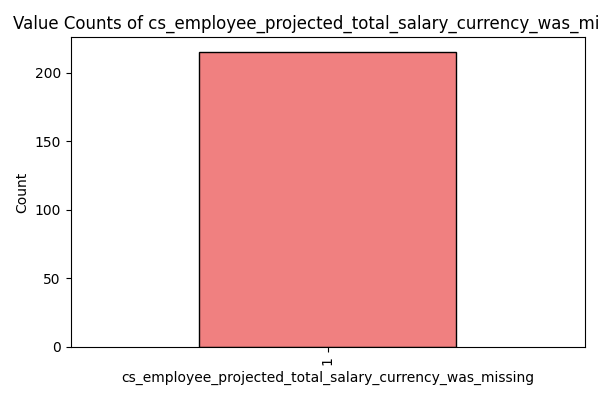 Value Counts of cs_employee_projected_total_salary_currency_was_mi
200
150
100
50
0
Count
1
cs_employee_projected_total_salary_currency_was_missing